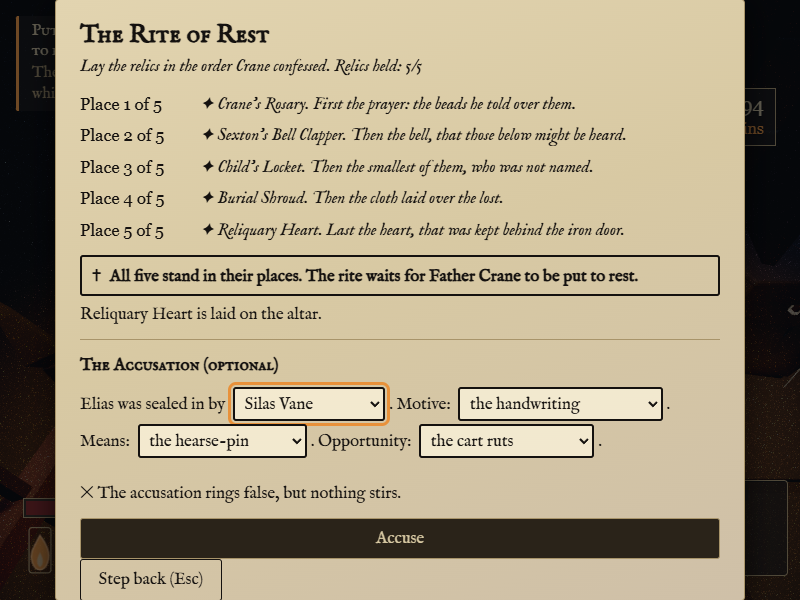 The Rite of Rest
Lay the relics in the order Crane confessed. Relics held: 5/5
Place 1 of 5 ✦ Crane's Rosary. First the prayer: the beads he told over them.
Place 2 of 5 ✦ Sexton's Bell Clapper. Then the bell, that those below might be heard.
Place 3 of 5 ✦ Child's Locket. Then the smallest of them, who was not named.
Place 4 of 5 ✦ Burial Shroud. Then the cloth laid over the lost.
Place 5 of 5 ✦ Reliquary Heart. Last the heart, that was kept behind the iron door.
† All five stand in their places. The rite waits for Father Crane to be put to rest.
Reliquary Heart is laid on the altar.
The Accusation (optional)
Elias was sealed in by Silas Vane . Motive: the handwriting .
Means: the hearse-pin . Opportunity: the cart ruts .
× The accusation rings false, but nothing stirs.
Accuse
Step back (Esc)